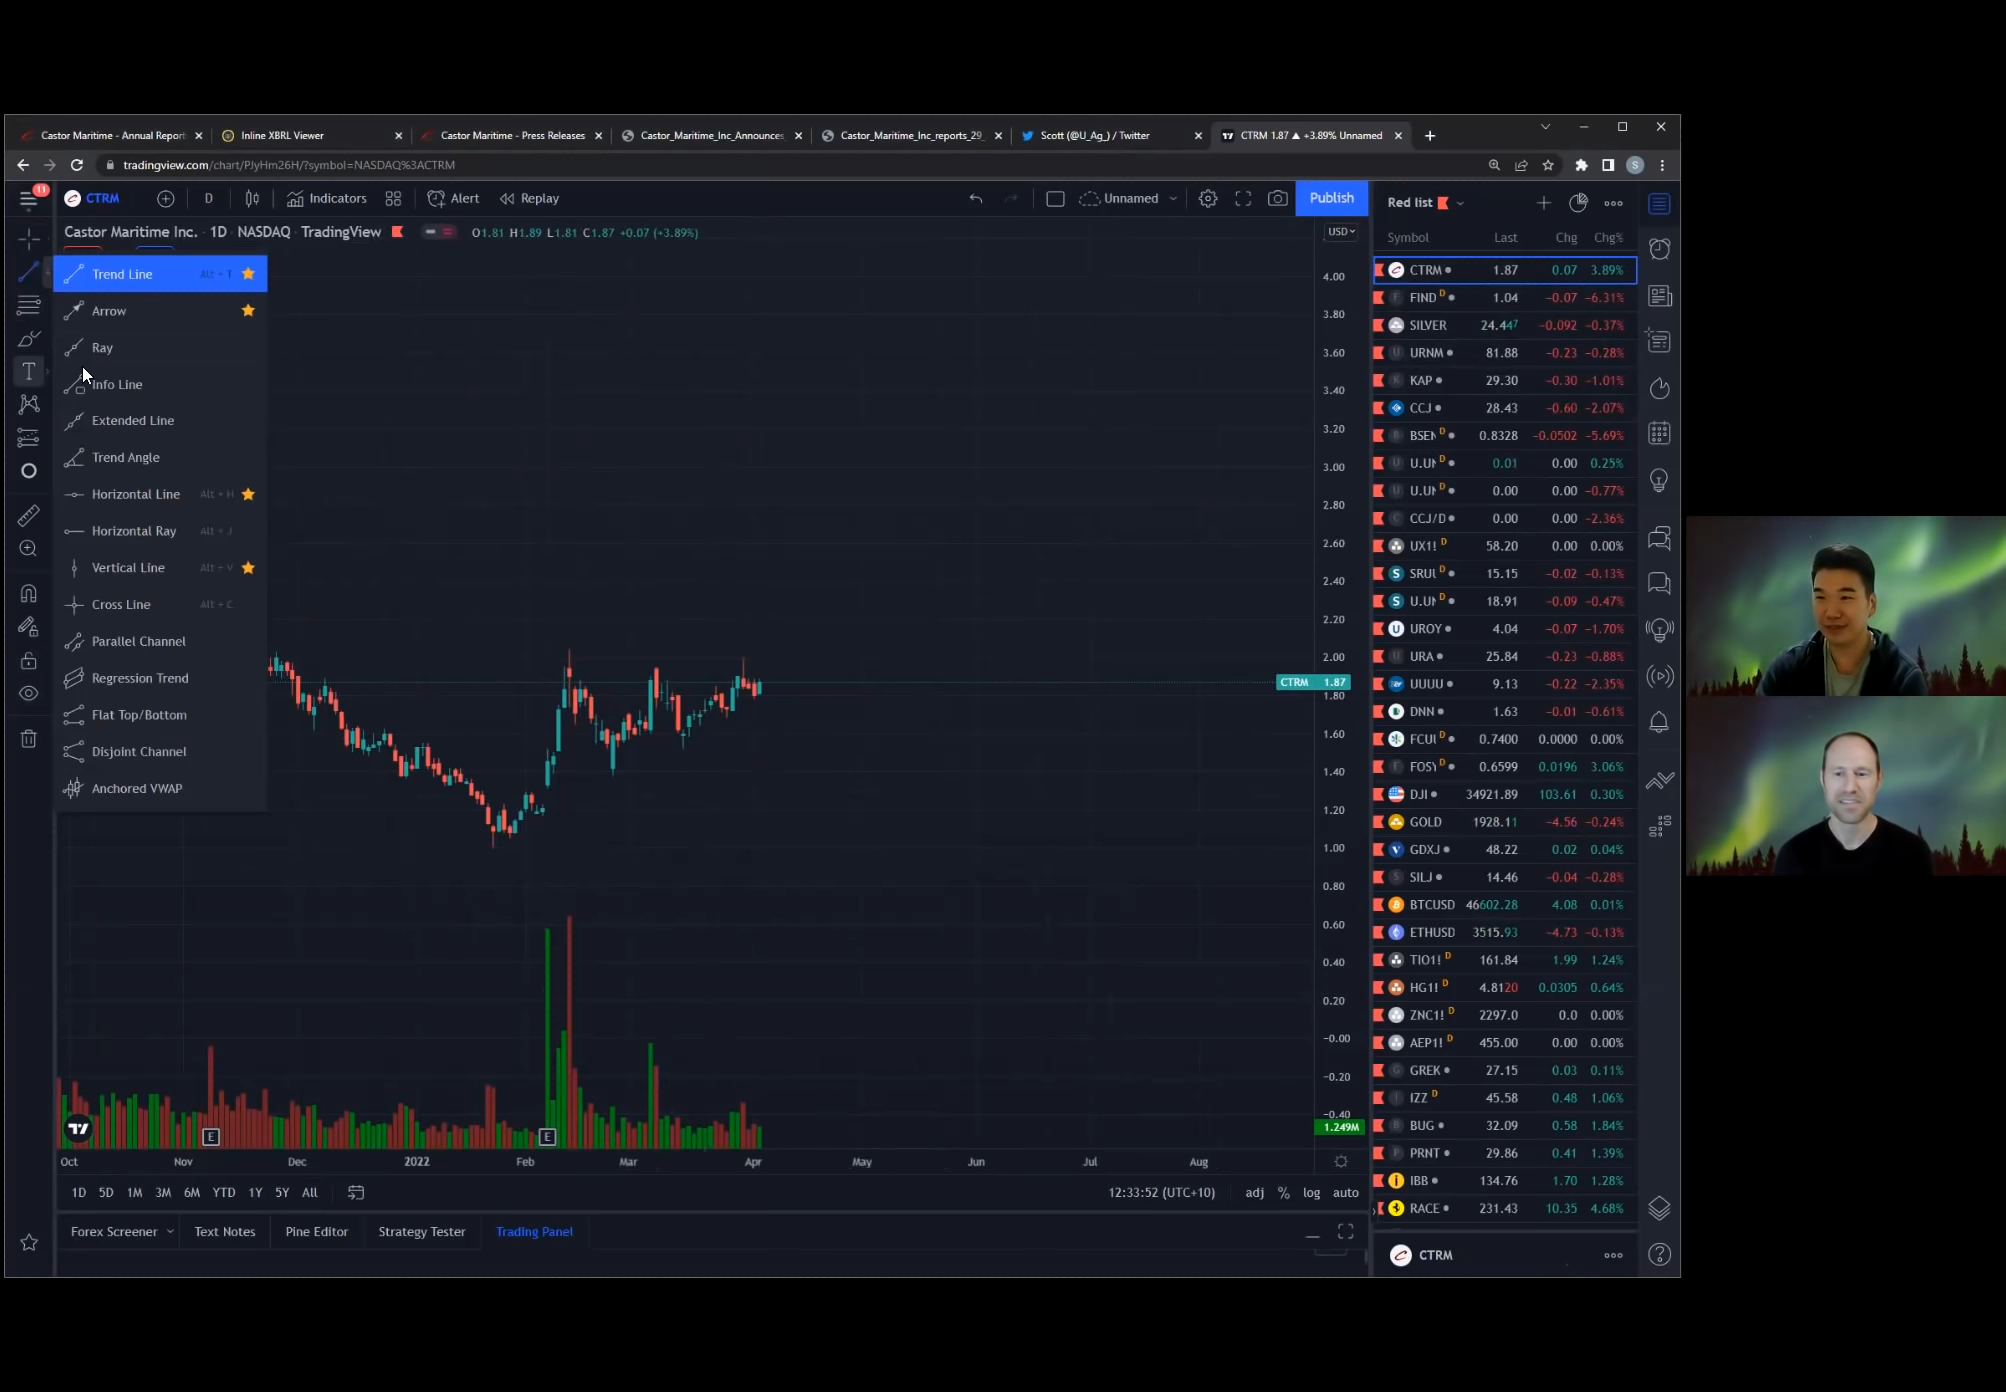 Castor Maritime - Annual Report
Inline XBRL Viewer
Castor Maritime - Press Releases
Castor_Maritime_Inc_Announces_
Castor_Maritime_Inc_reports_29_
Scott (@U_Ag_) / Twitter
CTRM 1.87 ▲ +3.89% Unnamed
tradingview.com/chart/PJyHm26H/?symbol=NASDAQ%3ACTRM
S
11
CTRM
D
Indicators
Alert
Replay
Unnamed
Publish
Red list
Castor Maritime Inc. · 1D · NASDAQ · TradingView
O1.81 H1.89 L1.81 C1.87 +0.07 (+3.89%)
USD
Symbol Last Chg Chg%
Trend Line Alt + T
Arrow
Ray
Info Line
Extended Line
Trend Angle
Horizontal Line Alt + H
Horizontal Ray Alt + J
Vertical Line Alt + V
Cross Line Alt + C
Parallel Channel
Regression Trend
Flat Top/Bottom
Disjoint Channel
Anchored VWAP
4.00
3.80
3.60
3.40
3.20
3.00
2.80
2.60
2.40
2.20
2.00
CTRM 1.87
1.80
1.60
1.40
1.20
1.00
0.80
0.60
0.40
0.20
-0.00
-0.20
-0.40
1.249M
E
E
Oct Nov Dec 2022 Feb Mar Apr May Jun Jul Aug
1D 5D 1M 3M 6M YTD 1Y 5Y All
12:33:52 (UTC+10)
adj % log auto
Forex Screener
Text Notes
Pine Editor
Strategy Tester
Trading Panel
CTRM 1.87 0.07 3.89%
FIND D 1.04 -0.07 -6.31%
SILVER 24.447 -0.092 -0.37%
URNM 81.88 -0.23 -0.28%
KAP 29.30 -0.30 -1.01%
CCJ 28.43 -0.60 -2.07%
BSEN D 0.8328 -0.0502 -5.69%
U.UN D 0.01 0.00 0.25%
U.UN D 0.00 0.00 -0.77%
CCJ/D 0.00 0.00 -2.36%
UX1! D 58.20 0.00 0.00%
SRUU D 15.15 -0.02 -0.13%
U.UN D 18.91 -0.09 -0.47%
UROY 4.04 -0.07 -1.70%
URA 25.84 -0.23 -0.88%
UUUU 9.13 -0.22 -2.35%
DNN 1.63 -0.01 -0.61%
FCUU D 0.7400 0.0000 0.00%
FOSY D 0.6599 0.0196 3.06%
DJI 34921.89 103.61 0.30%
GOLD 1928.11 -4.56 -0.24%
GDXJ 48.22 0.02 0.04%
SILJ 14.46 -0.04 -0.28%
BTCUSD 46602.28 4.08 0.01%
ETHUSD 3515.93 -4.73 -0.13%
TIO1! D 161.84 1.99 1.24%
HG1! D 4.8120 0.0305 0.64%
ZNC1! D 2297.0 0.0 0.00%
AEP1! D 455.00 0.00 0.00%
GREK 27.15 0.03 0.11%
IZZ D 45.58 0.48 1.06%
BUG 32.09 0.58 1.84%
PRNT 29.86 0.41 1.39%
IBB 134.76 1.70 1.28%
RACE 231.43 10.35 4.68%
CTRM